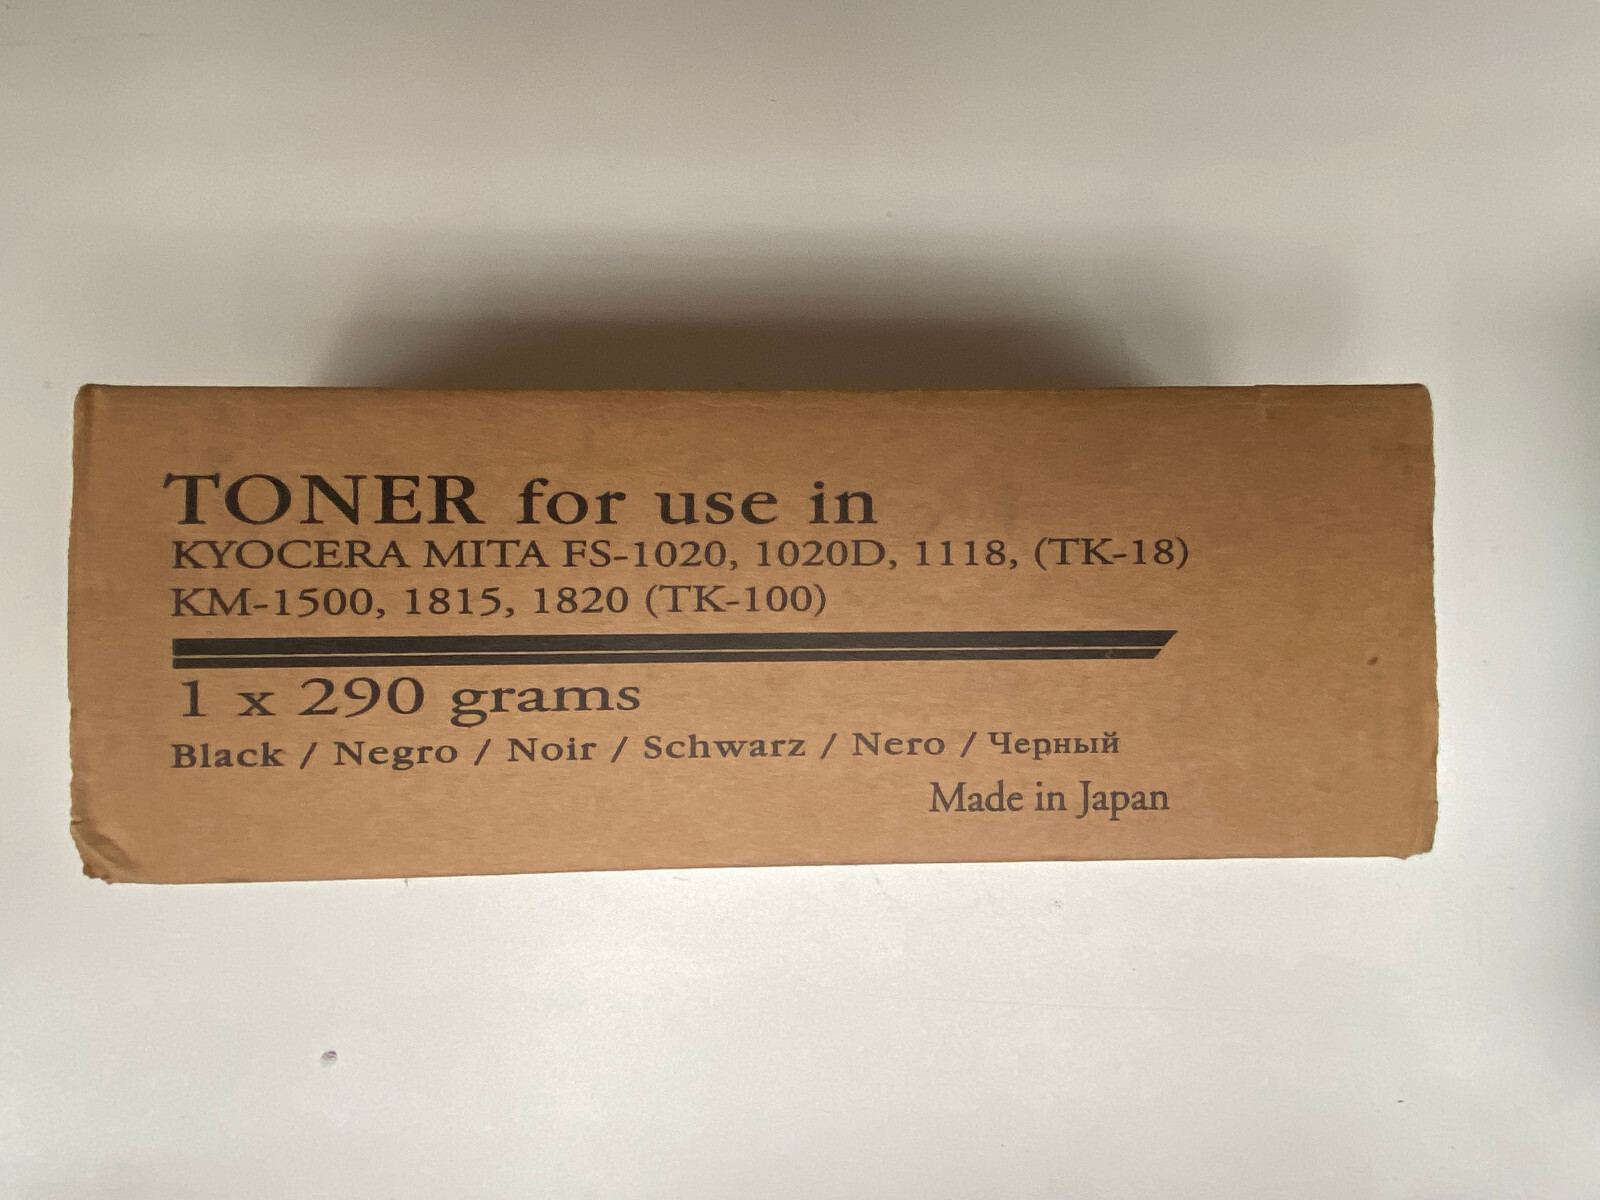 TONER for use in
KYOCERA MITA FS-1020, 1020D, 1118, (TK-18)
KM-1500, 1815, 1820 (TK-100)
1 x 290 grams
Black / Negro / Noir / Schwarz / Nero / Черный
Made in Japan